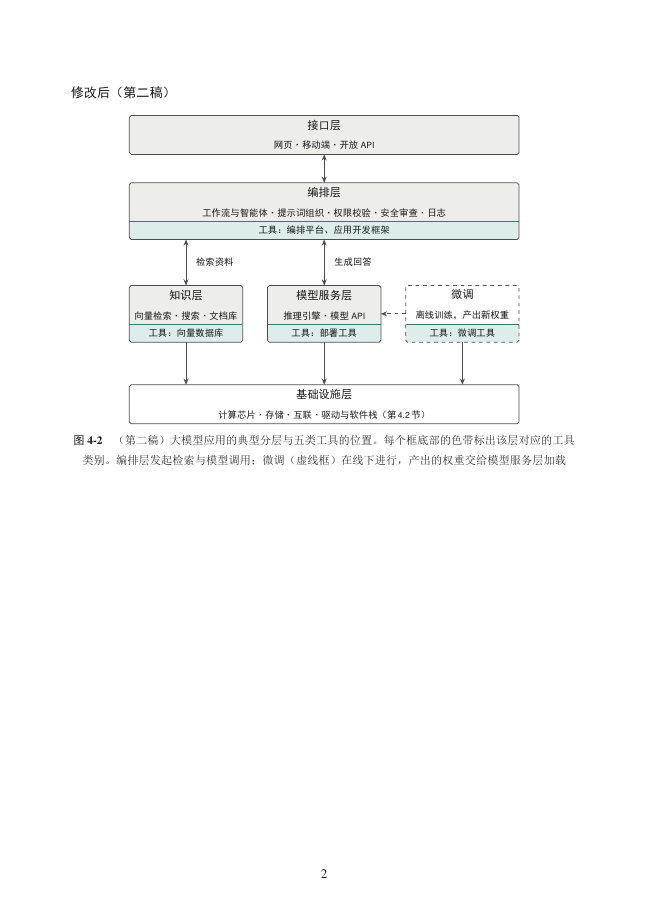 修改后（第二稿）
接口层
网页・移动端・开放 API
编排层
工作流与智能体・提示词组织・权限校验・安全审查・日志
工具：编排平台、应用开发框架
检索资料
生成回答
知识层
向量检索・搜索・文档库
工具：向量数据库
模型服务层
推理引擎・模型 API
工具：部署工具
微调
离线训练，产出新权重
工具：微调工具
基础设施层
计算芯片・存储・互联・驱动与软件栈（第 4.2 节）
图 4-2 （第二稿）大模型应用的典型分层与五类工具的位置。每个框底部的色带标出该层对应的工具
类别。编排层发起检索与模型调用；微调（虚线框）在线下进行，产出的权重交给模型服务层加载
2